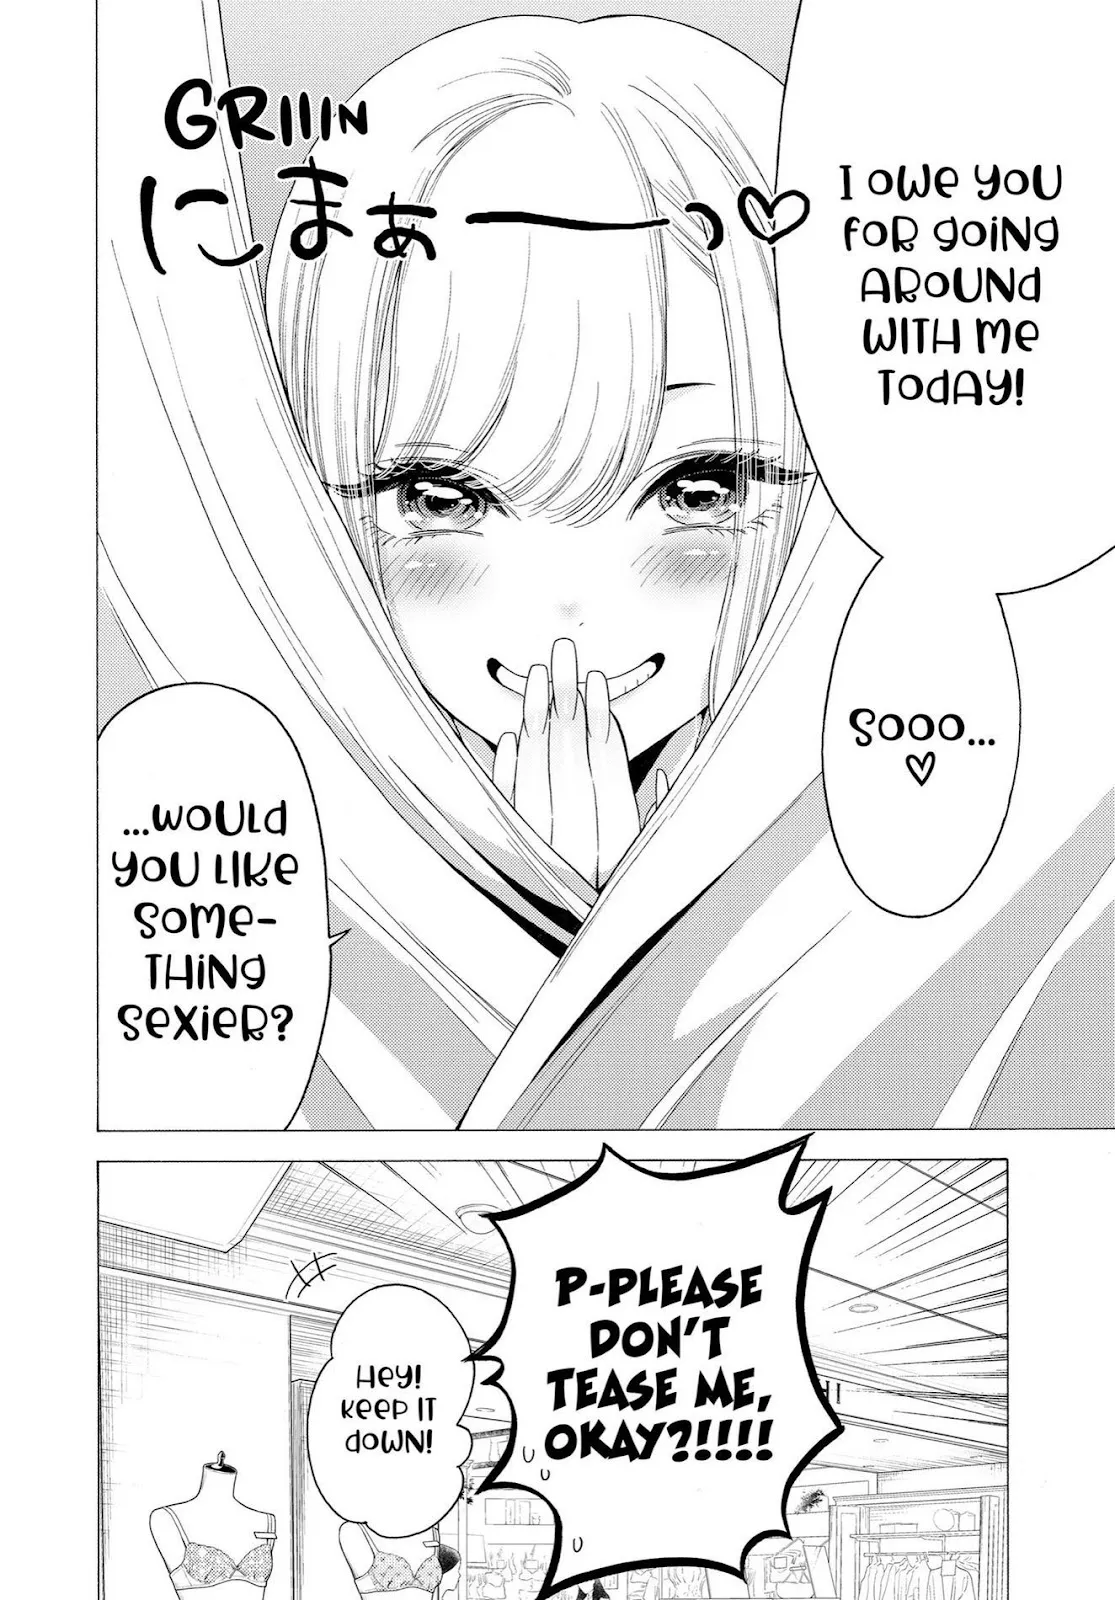 I OWE YOU
FOR GOING
AROUND
WITH ME
TODAY!
GRIIIN
にまぁーっ♡
SOOO...
♡
...WOULD
YOU LIKE
SOME-
THING
SEXIER?
P-PLEASE
DON'T
TEASE ME,
OKAY?!!!!!
HEY!
KEEP IT
DOWN!